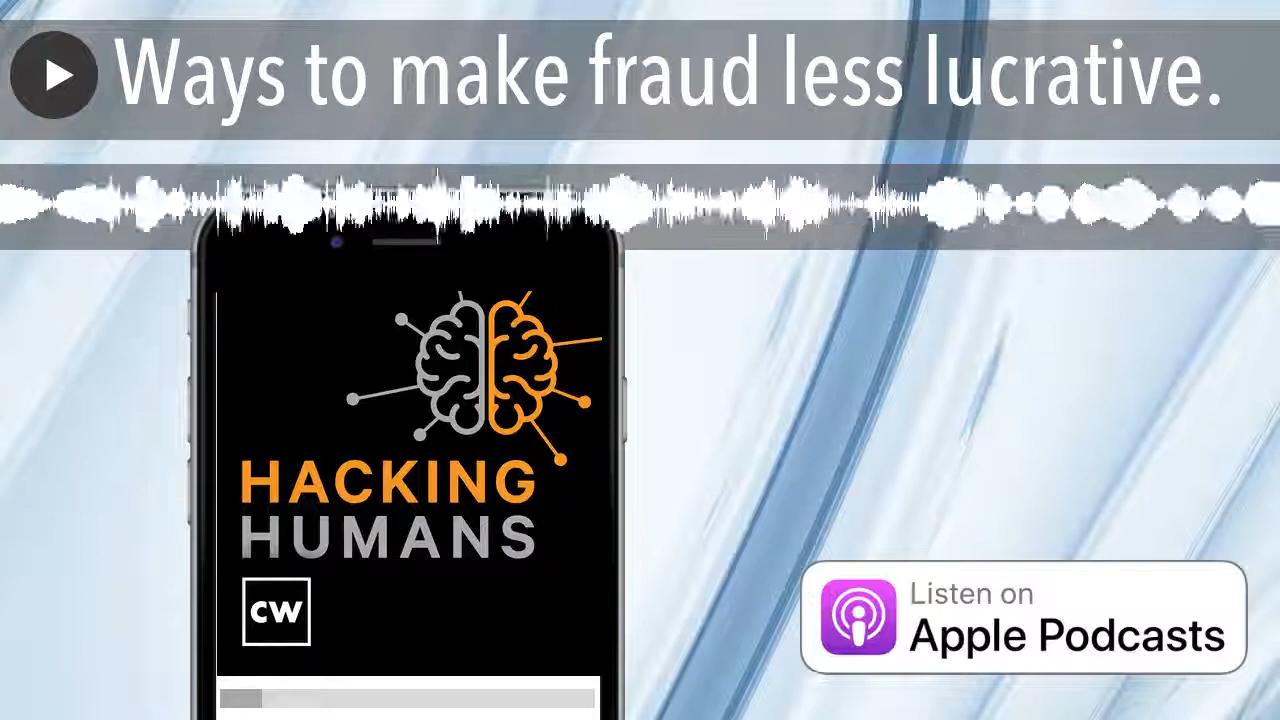 Ways to make fraud less lucrative.
HACKING
HUMANS
CW
Listen on
Apple Podcasts